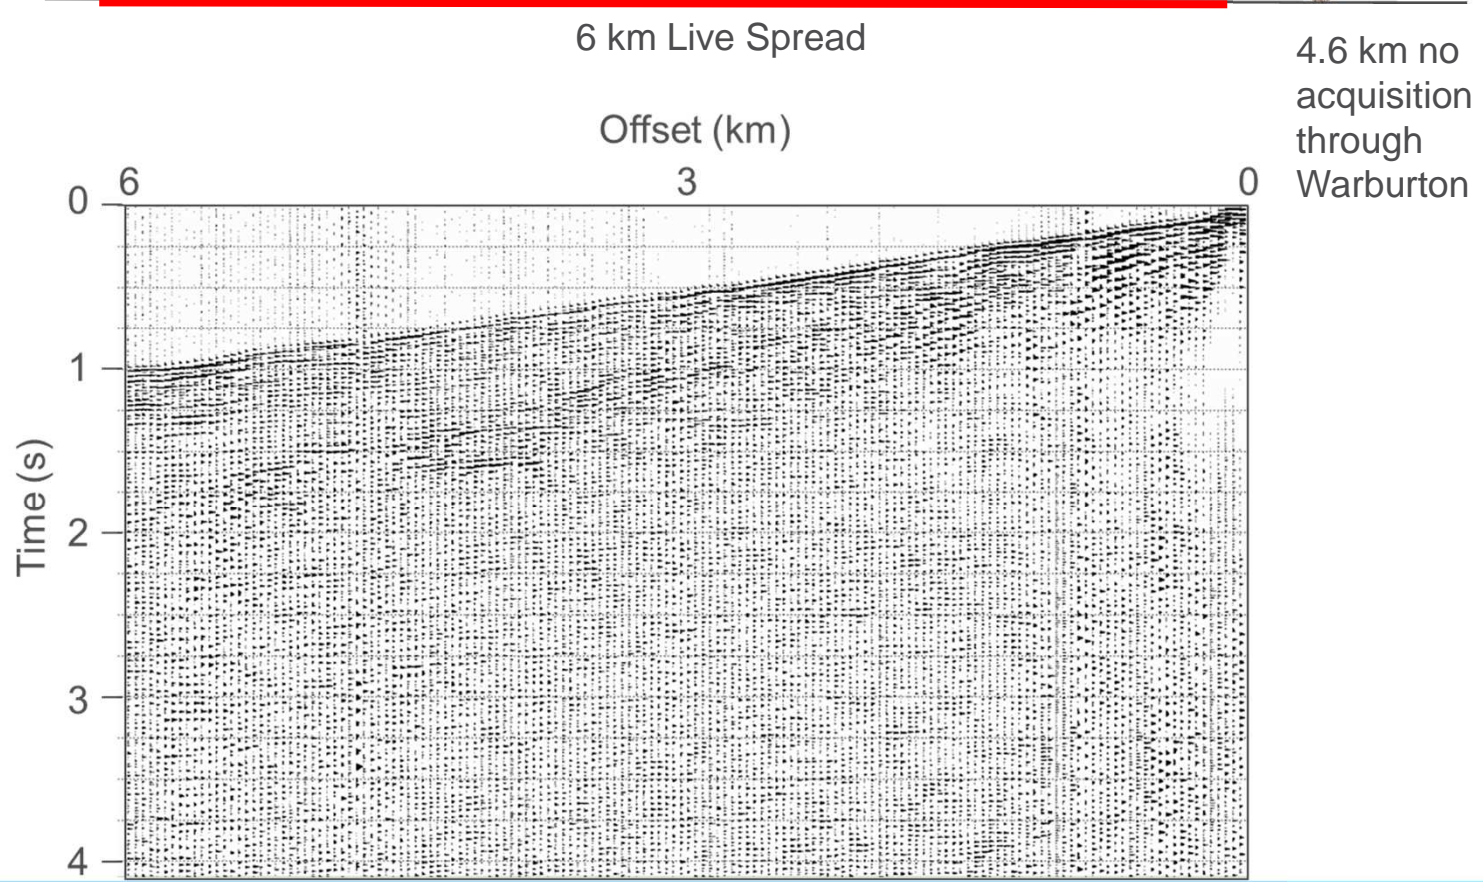 6 km Live Spread
4.6 km no
acquisition
through
Warburton
Offset (km)
6 3 0
0
1
2
3
4
Time (s)